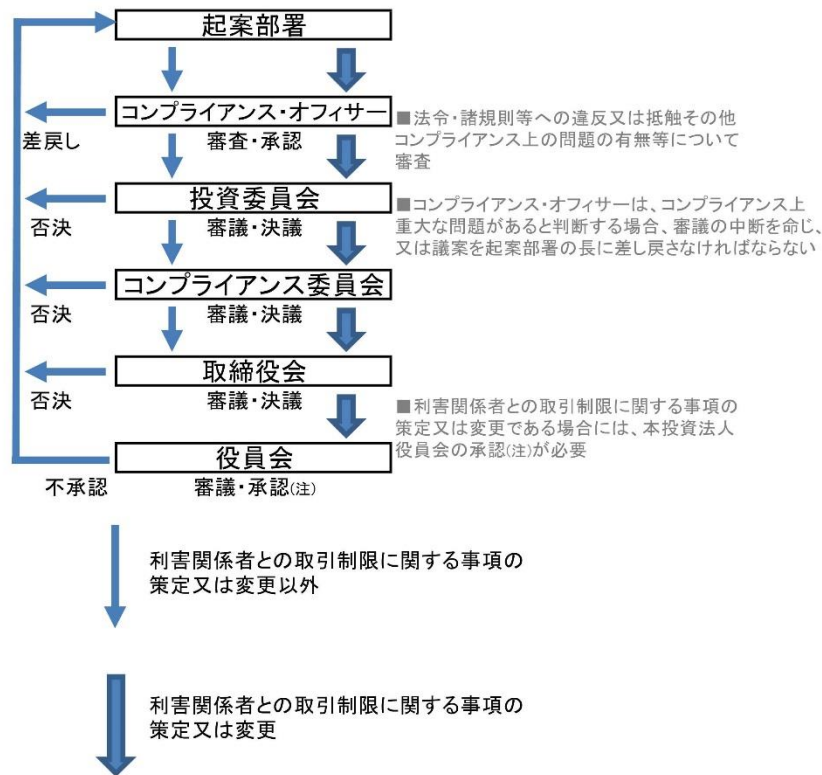 起案部署
コンプライアンス・オフィサー
差戻し
審査・承認
■法令・諸規則等への違反又は抵触その他
コンプライアンス上の問題の有無等について
審査
投資委員会
否決
審議・決議
■コンプライアンス・オフィサーは、コンプライアンス上
重大な問題があると判断する場合、審議の中断を命じ、
又は議案を起案部署の長に差し戻さなければならない
コンプライアンス委員会
否決
審議・決議
取締役会
否決
審議・決議
■利害関係者との取引制限に関する事項の
策定又は変更である場合には、本投資法人
役員会の承認(注)が必要
役員会
不承認
審議・承認(注)
利害関係者との取引制限に関する事項の
策定又は変更以外
利害関係者との取引制限に関する事項の
策定又は変更